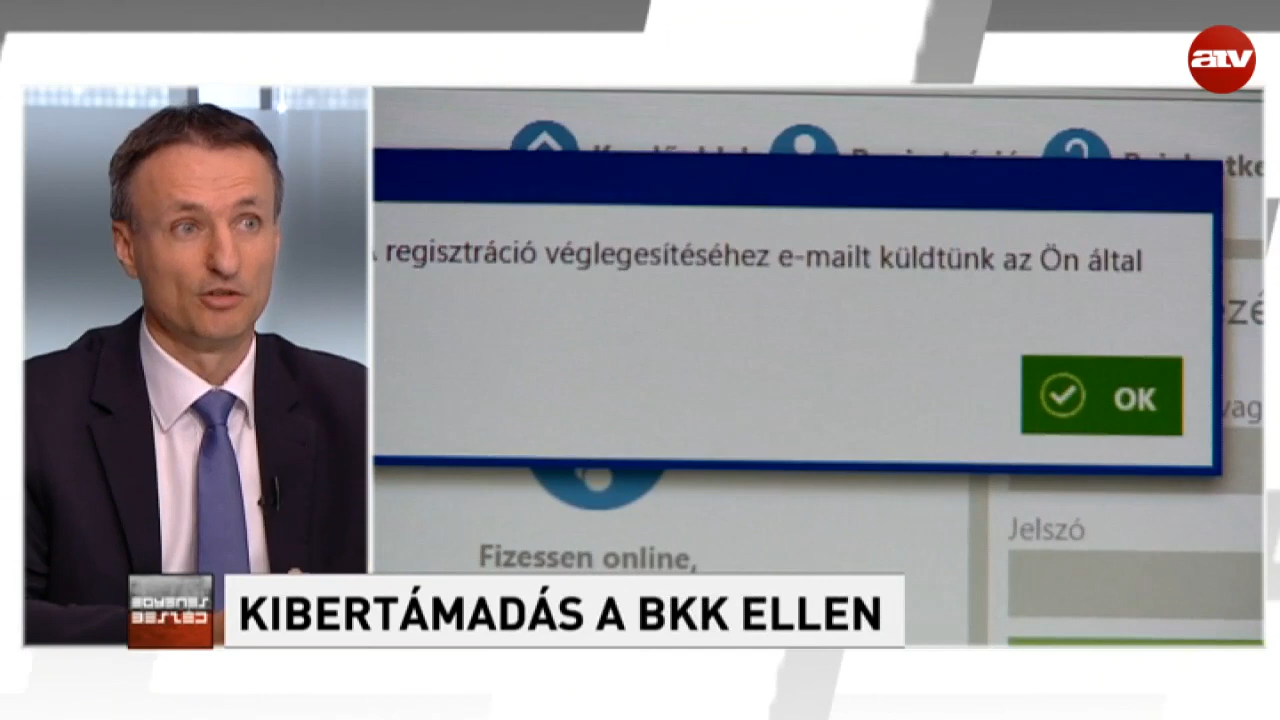 atv
regisztráció véglegesítéséhez e-mailt küldtünk az Ön által
OK
Jelszó
Fizessen online,
EGYENES
BESZÉD
KIBERTÁMADÁS A BKK ELLEN